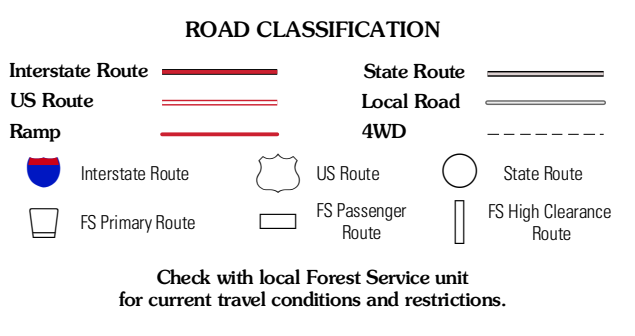 ROAD CLASSIFICATION
Interstate Route
State Route
US Route
Local Road
Ramp
4WD
Interstate Route
US Route
State Route
FS Primary Route
FS Passenger
Route
FS High Clearance
Route
Check with local Forest Service unit
for current travel conditions and restrictions.